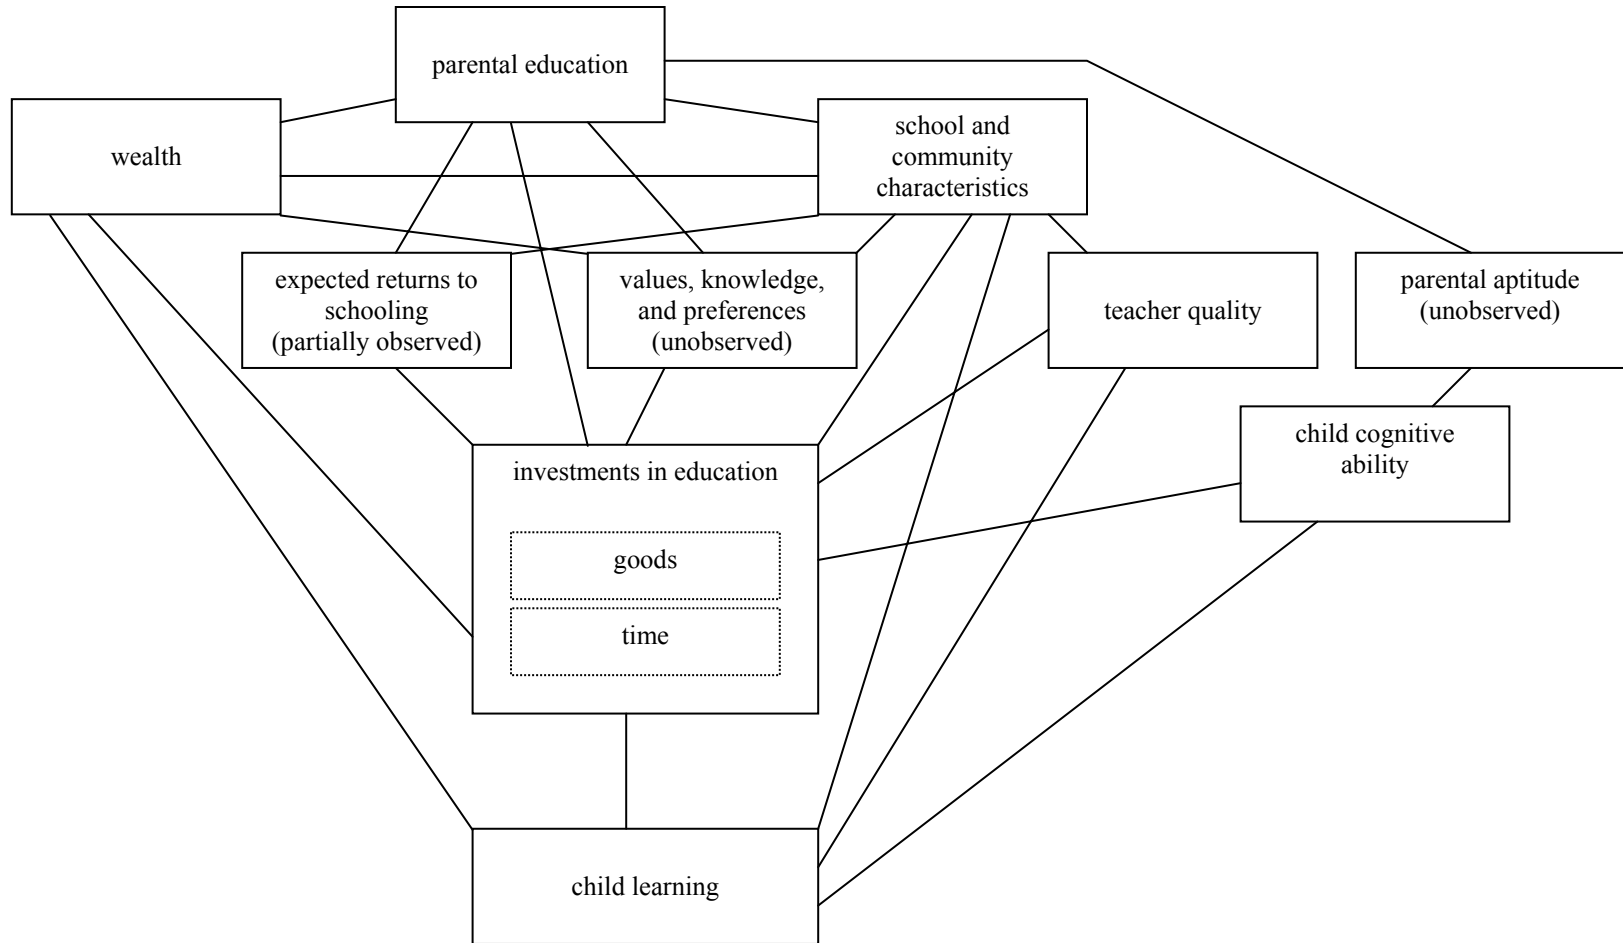 parental education
wealth
school and
community
characteristics
expected returns to
schooling
(partially observed)
values, knowledge,
and preferences
(unobserved)
teacher quality
parental aptitude
(unobserved)
child cognitive
ability
investments in education
goods
time
child learning